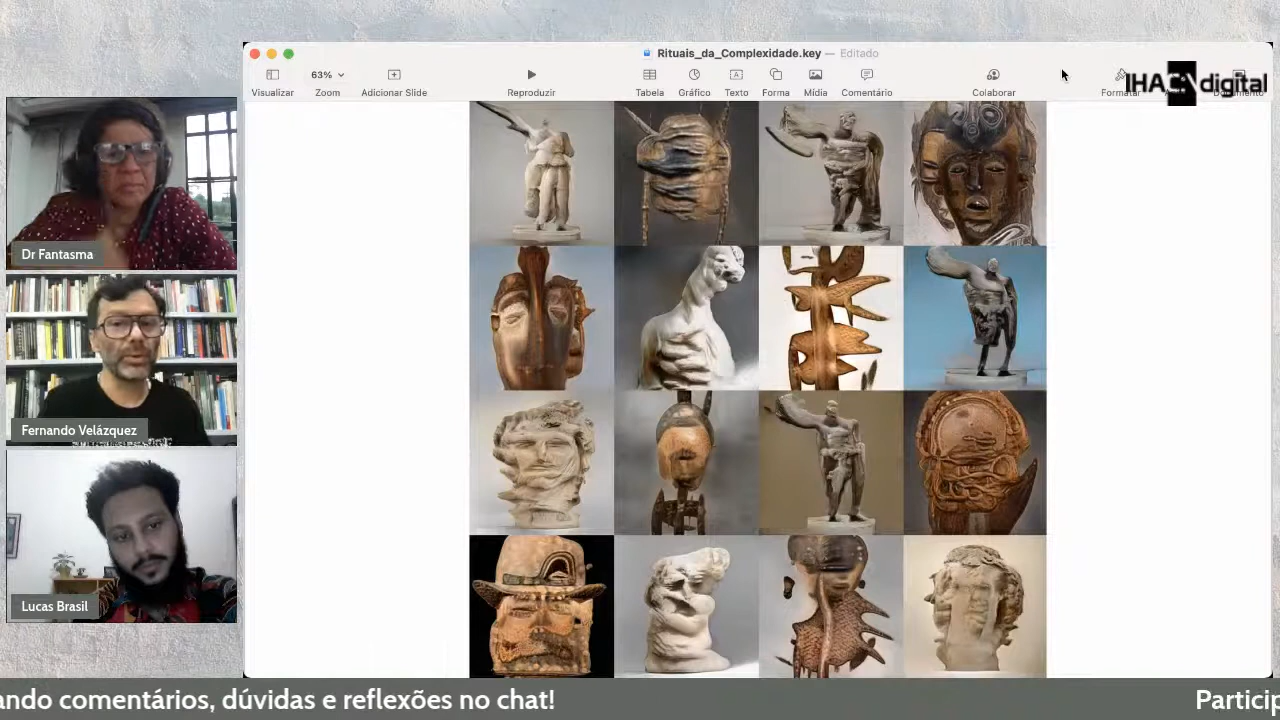 Rituais_da_Complexidade.key — Editado
63%
Visualizar Zoom Adicionar Slide Reproduzir Tabela Gráfico Texto Forma Mídia Comentário Colaborar Formatar
IHAC digital
Dr Fantasma
Fernando Velázquez
Lucas Brasil
ando comentários, dúvidas e reflexões no chat! Particip